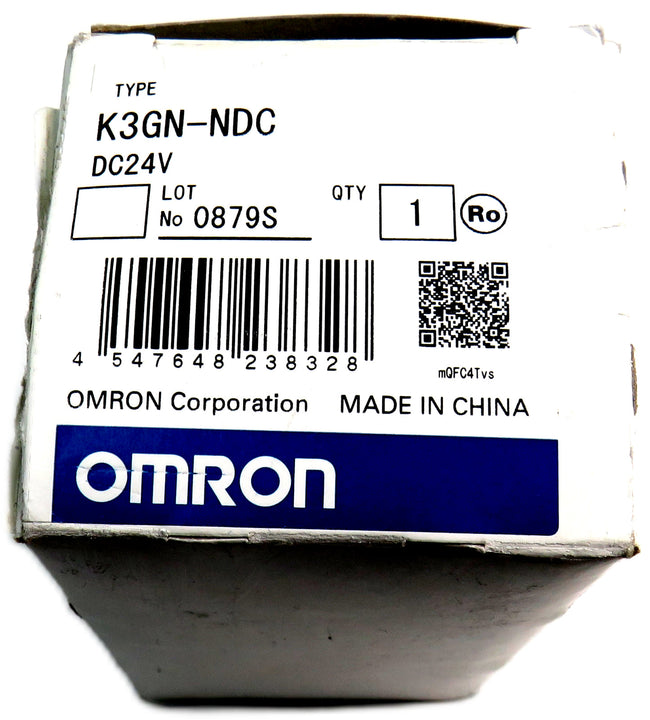 TYPE
K3GN-NDC
DC24V
LOT No 0879S QTY 1 Ro
4 547648 238328
mQFC4Tvs
OMRON Corporation MADE IN CHINA
OMRON